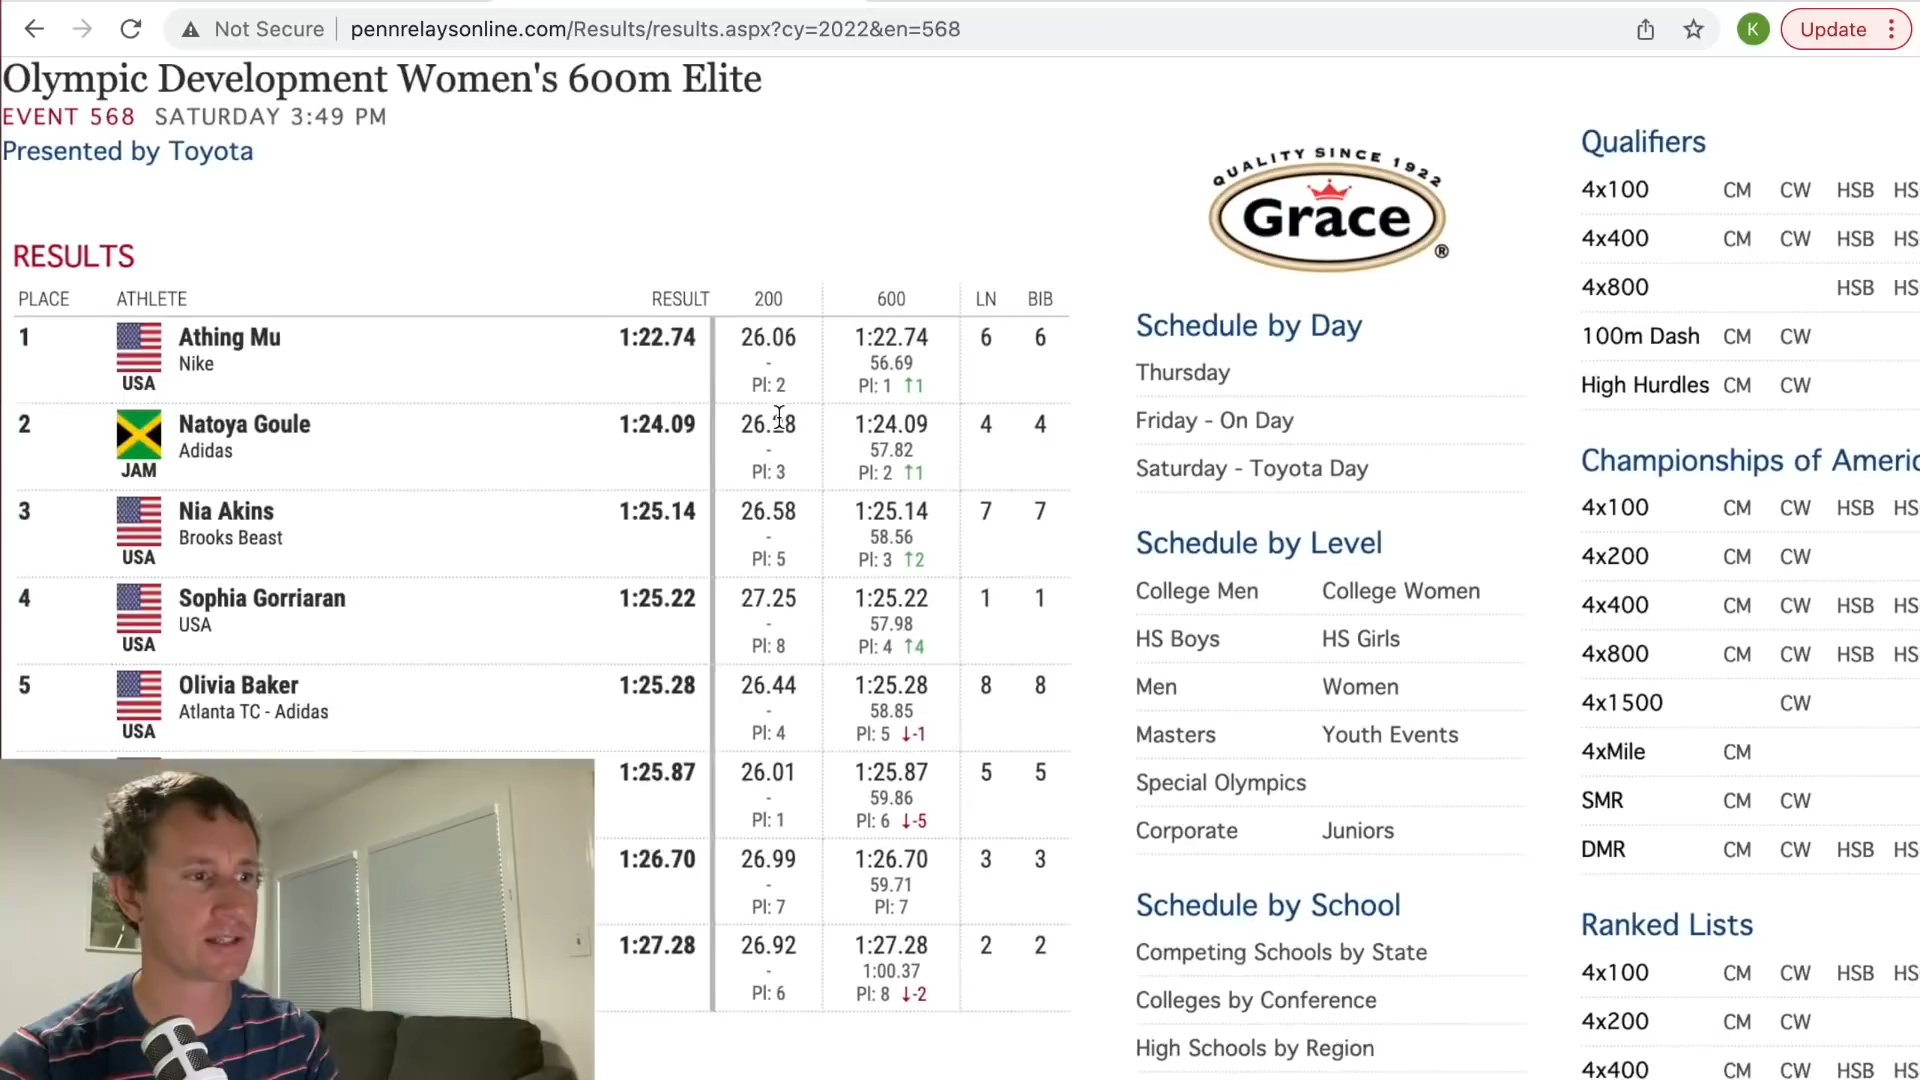 Not Secure
pennrelaysonline.com/Results/results.aspx?cy=2022&en=568
K
Update
Olympic Development Women's 600m Elite
EVENT 568 SATURDAY 3:49 PM
Presented by Toyota
RESULTS
PLACE ATHLETE RESULT 200 600 LN BIB
1 Athing Mu 1:22.74 26.06 1:22.74 6 6
Nike - 56.69
USA Pl: 2 Pl: 1 ↑1
2 Natoya Goule 1:24.09 1:24.09 4 4
Adidas - 57.82
JAM Pl: 3 Pl: 2 ↑1
3 Nia Akins 1:25.14 26.58 1:25.14 7 7
Brooks Beast - 58.56
USA Pl: 5 Pl: 3 ↑2
4 Sophia Gorriaran 1:25.22 27.25 1:25.22 1 1
USA - 57.98
USA Pl: 8 Pl: 4 ↑4
5 Olivia Baker 1:25.28 26.44 1:25.28 8 8
Atlanta TC - Adidas - 58.85
USA Pl: 4 Pl: 5 ↓-1
1:25.87 26.01 1:25.87 5 5
- 59.86
Pl: 1 Pl: 6 ↓-5
1:26.70 26.99 1:26.70 3 3
- 59.71
Pl: 7 Pl: 7
1:27.28 26.92 1:27.28 2 2
- 1:00.37
Pl: 6 Pl: 8 ↓-2
QUALITY SINCE 1922
Grace ®
Schedule by Day
Thursday
Friday - On Day
Saturday - Toyota Day
Schedule by Level
College Men College Women
HS Boys HS Girls
Men Women
Masters Youth Events
Special Olympics
Corporate Juniors
Schedule by School
Competing Schools by State
Colleges by Conference
High Schools by Region
Qualifiers
4x100 CM CW HSB HS
4x400 CM CW HSB HS
4x800 HSB HS
100m Dash CM CW
High Hurdles CM CW
Championships of
4x100 CM CW HSB HS
4x200 CM CW
4x400 CM CW HSB HS
4x800 CM CW HSB HS
4x1500 CW
4xMile CM
SMR CM CW
DMR CM CW HSB HS
Ranked Lists
4x100 CM CW HSB HS
4x200 CM CW
4x400 CM CW HSB HS